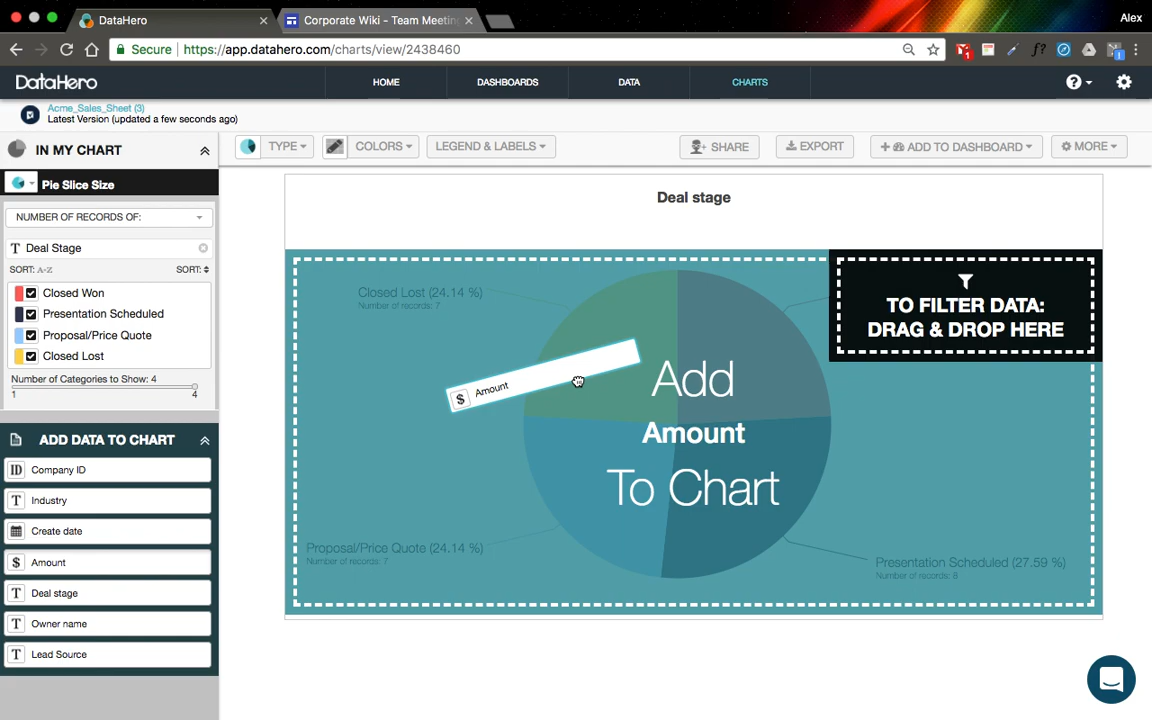 DataHero
Corporate Wiki - Team Meeting
Alex
Secure
https://app.datahero.com/charts/view/2438460
DataHero
HOME
DASHBOARDS
DATA
CHARTS
Acme_Sales_Sheet (3)
Latest Version (updated a few seconds ago)
IN MY CHART
TYPE
COLORS
LEGEND & LABELS
SHARE
EXPORT
+ ADD TO DASHBOARD
MORE
Pie Slice Size
NUMBER OF RECORDS OF:
T Deal Stage
SORT: A-Z
SORT:
Closed Won
Presentation Scheduled
Proposal/Price Quote
Closed Lost
Number of Categories to Show: 4
1
4
ADD DATA TO CHART
ID Company ID
T Industry
Create date
$ Amount
T Deal stage
T Owner name
T Lead Source
Deal stage
Closed Lost (24.14 %)
Number of records: 7
TO FILTER DATA:
DRAG & DROP HERE
$ Amount
Add
Amount
To Chart
Proposal/Price Quote (24.14 %)
Number of records: 7
Presentation Scheduled (27.59 %)
Number of records: 8